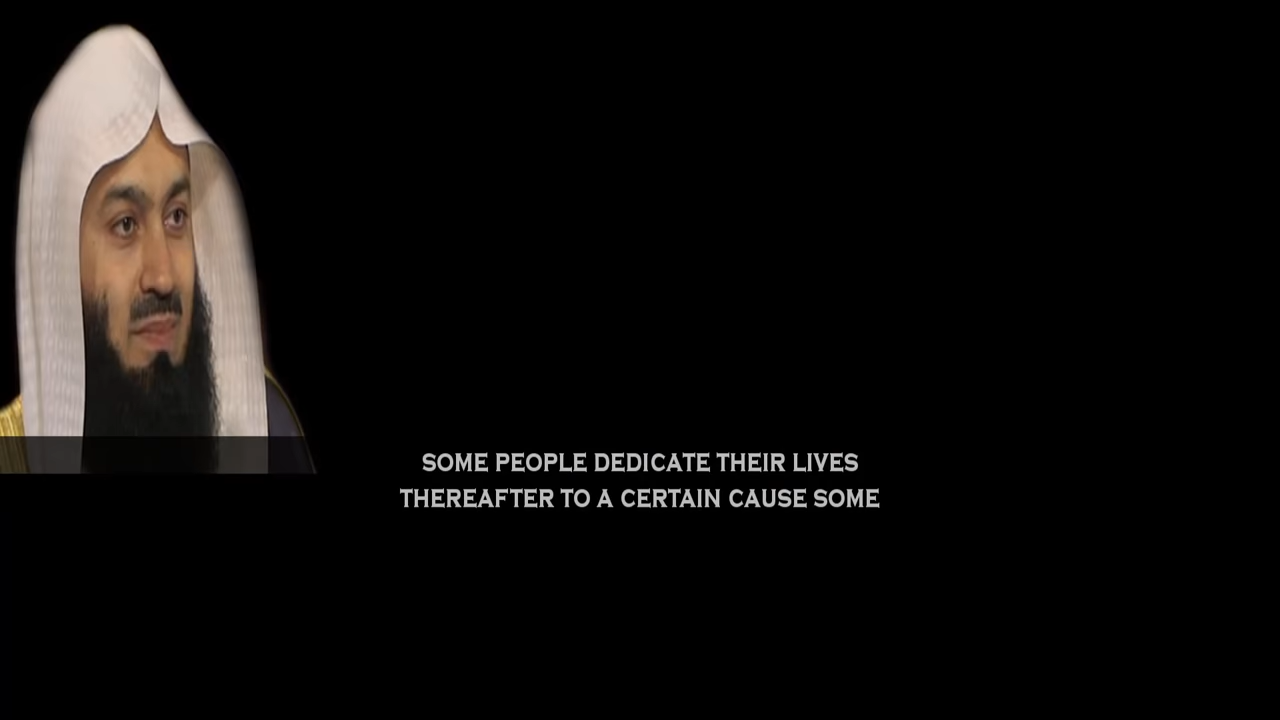 SOME PEOPLE DEDICATE THEIR LIVES
THEREAFTER TO A CERTAIN CAUSE SOME